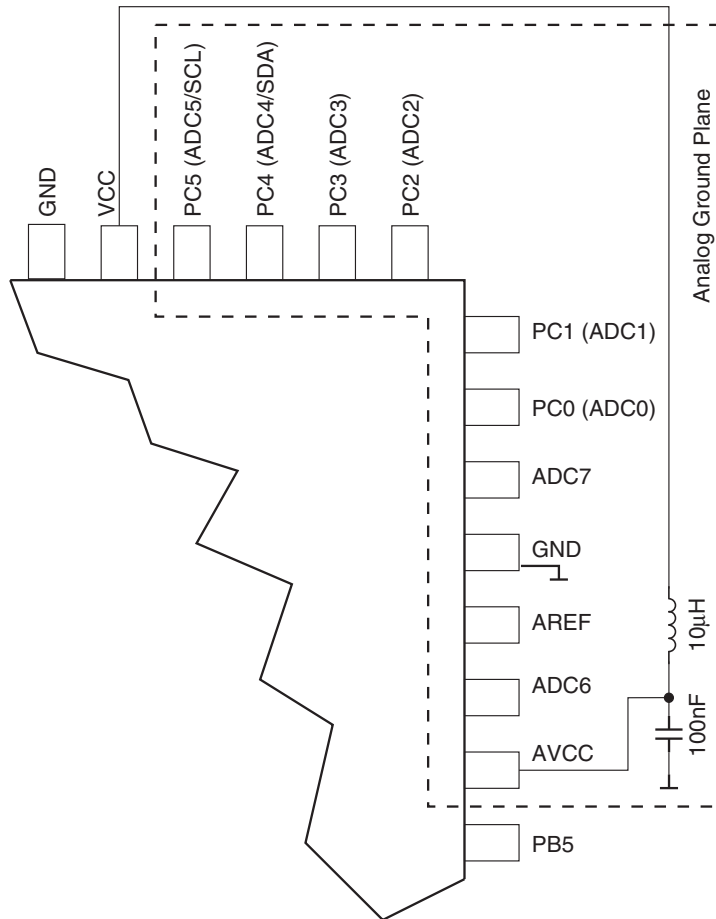 GND
VCC
PC5 (ADC5/SCL)
PC4 (ADC4/SDA)
PC3 (ADC3)
PC2 (ADC2)
Analog Ground Plane
PC1 (ADC1)
PC0 (ADC0)
ADC7
GND
AREF
ADC6
AVCC
PB5
10µH
100nF